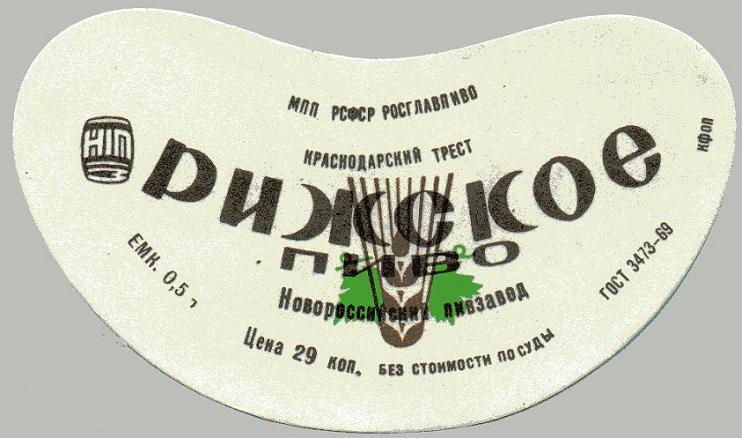 МПП РСФСР РОСГЛАВПИВО
КРАСНОДАРСКИЙ ТРЕСТ
НПЗ
РИЖСКОЕ
ПИВО
Новороссийский пивзавод
Цена 29 коп. БЕЗ СТОИМОСТИ ПОСУДЫ
ЕМК. 0,5 л
ГОСТ 3473-69
КФОП